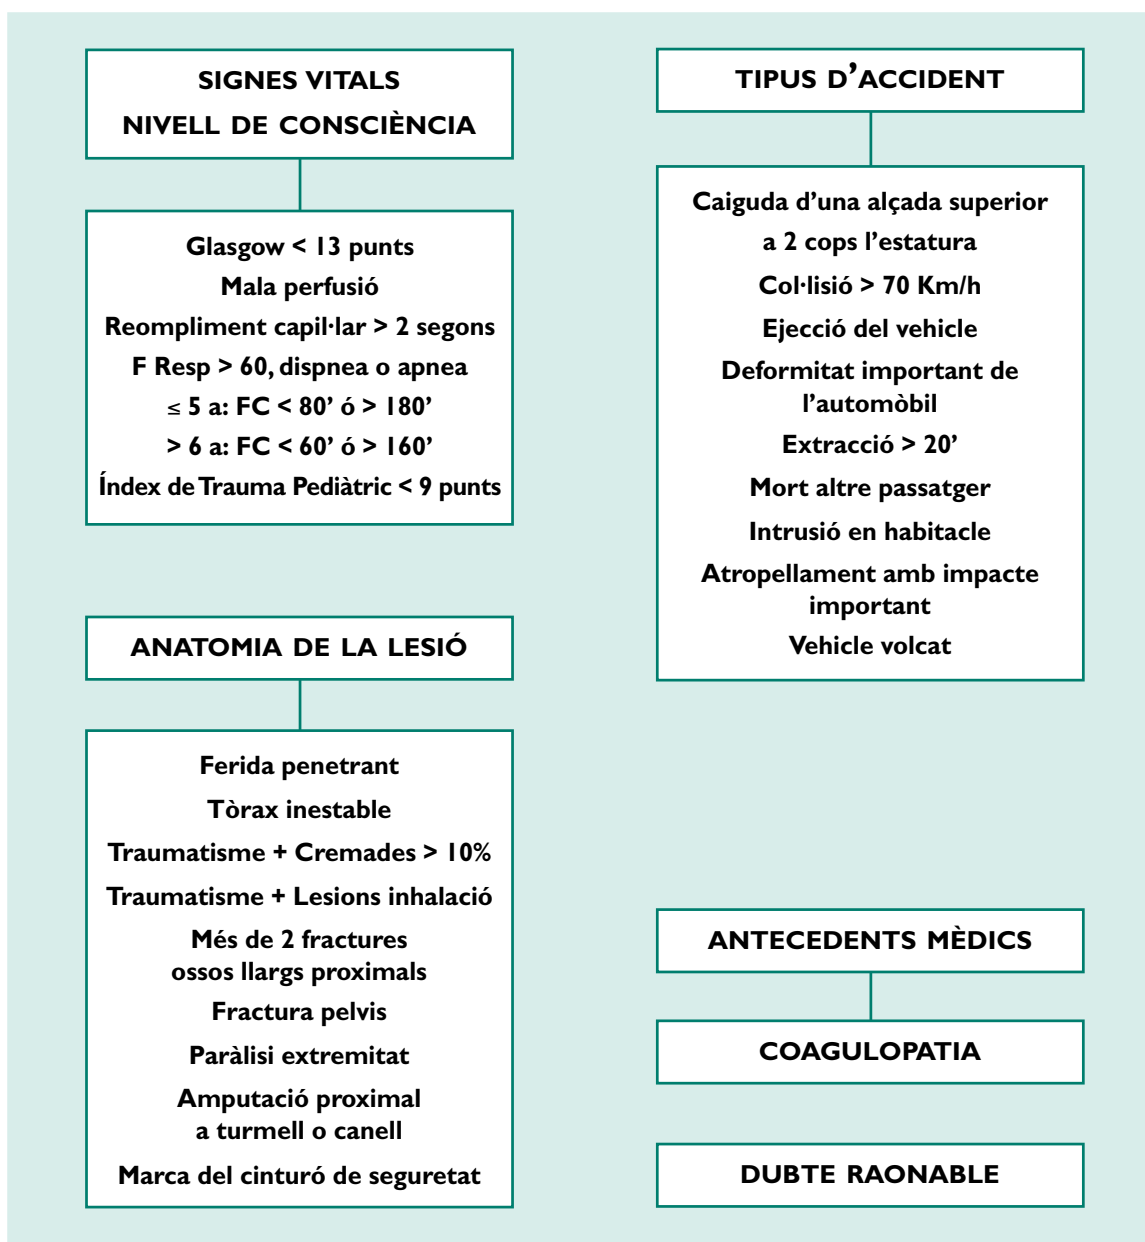 SIGNES VITALS
NIVELL DE CONSCIÈNCIA
Glasgow < 13 punts
Mala perfusió
Reompliment capil·lar > 2 segons
F Resp > 60, dispnea o apnea
≤ 5 a: FC < 80’ ó > 180’
> 6 a: FC < 60’ ó > 160’
Índex de Trauma Pediàtric < 9 punts
ANATOMIA DE LA LESIÓ
Ferida penetrant
Tòrax inestable
Traumatisme + Cremades > 10%
Traumatisme + Lesions inhalació
Més de 2 fractures
ossos llargs proximals
Fractura pelvis
Paràlisi extremitat
Amputació proximal
a turmell o canell
Marca del cinturó de seguretat
TIPUS D’ACCIDENT
Caiguda d’una alçada superior
a 2 cops l’estatura
Col·lisió > 70 Km/h
Ejecció del vehicle
Deformitat important de
l’automòbil
Extracció > 20’
Mort altre passatger
Intrusió en habitacle
Atropellament amb impacte
important
Vehicle volcat
ANTECEDENTS MÈDICS
COAGULOPATIA
DUBTE RAONABLE